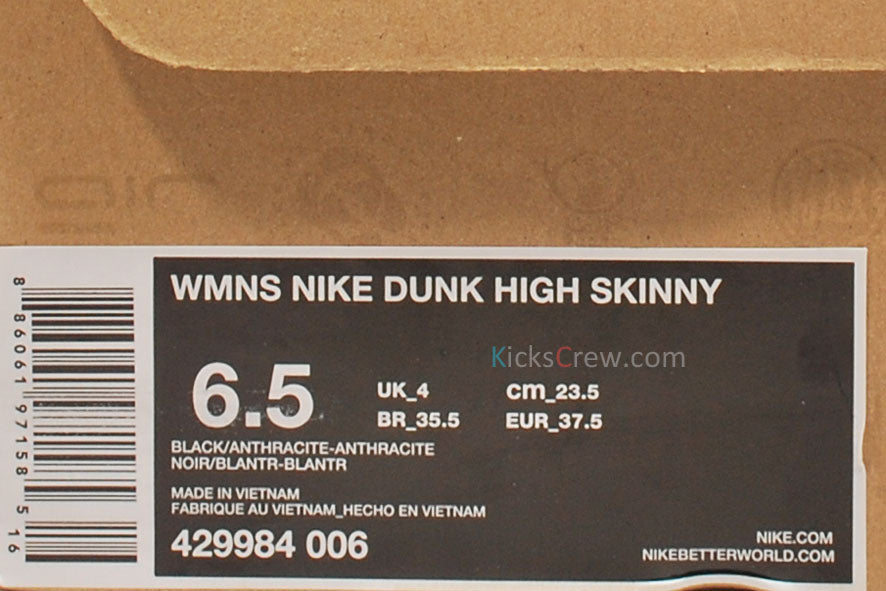 WMNS NIKE DUNK HIGH SKINNY
KicksCrew.com
6.5
UK_4 cm_23.5
BR_35.5 EUR_37.5
BLACK/ANTHRACITE-ANTHRACITE
NOIR/BLANTR-BLANTR
MADE IN VIETNAM
FABRIQUE AU VIETNAM_HECHO EN VIETNAM
429984 006
NIKE.COM
NIKEBETTERWORLD.COM
8 86061 97158 5 16